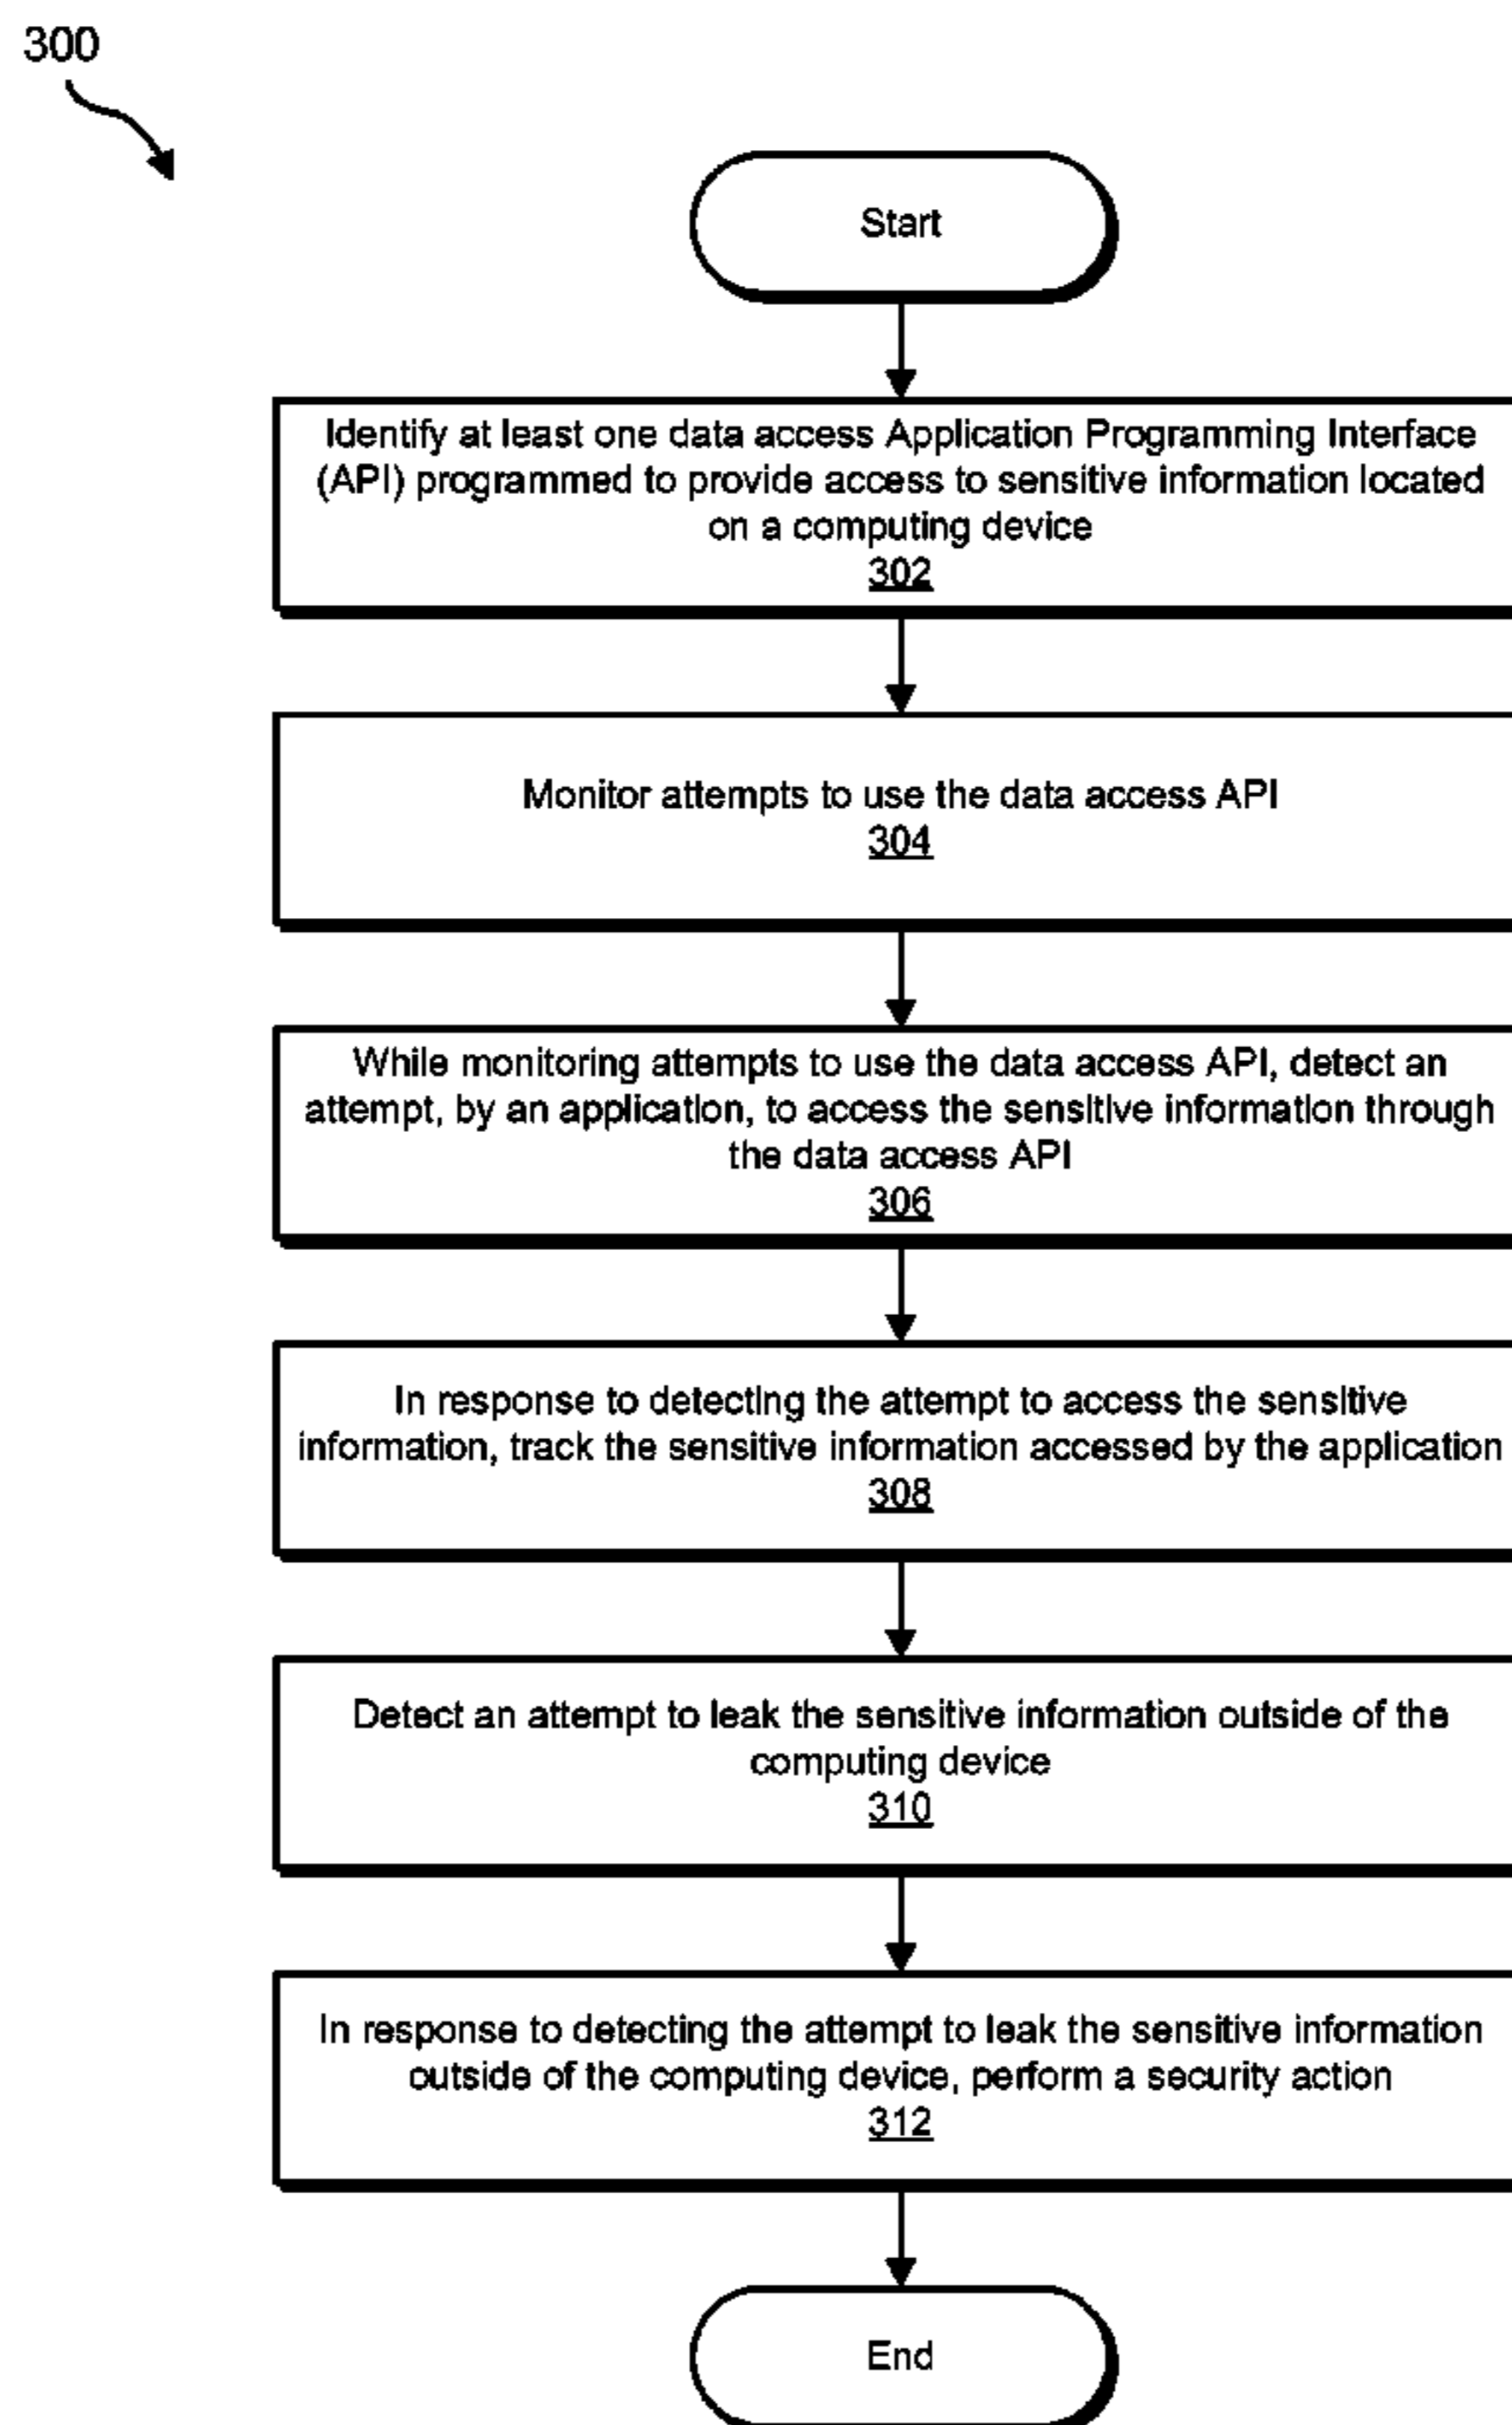 300
Start
Identify at least one data access Application Programming Interface
(API) programmed to provide access to sensitive information located
on a computing device
302
Monitor attempts to use the data access API
304
While monitoring attempts to use the data access API, detect an
attempt, by an application, to access the sensitive information through
the data access API
306
In response to detecting the attempt to access the sensitive
information, track the sensitive information accessed by the application
308
Detect an attempt to leak the sensitive information outside of the
computing device
310
In response to detecting the attempt to leak the sensitive information
outside of the computing device, perform a security action
312
End